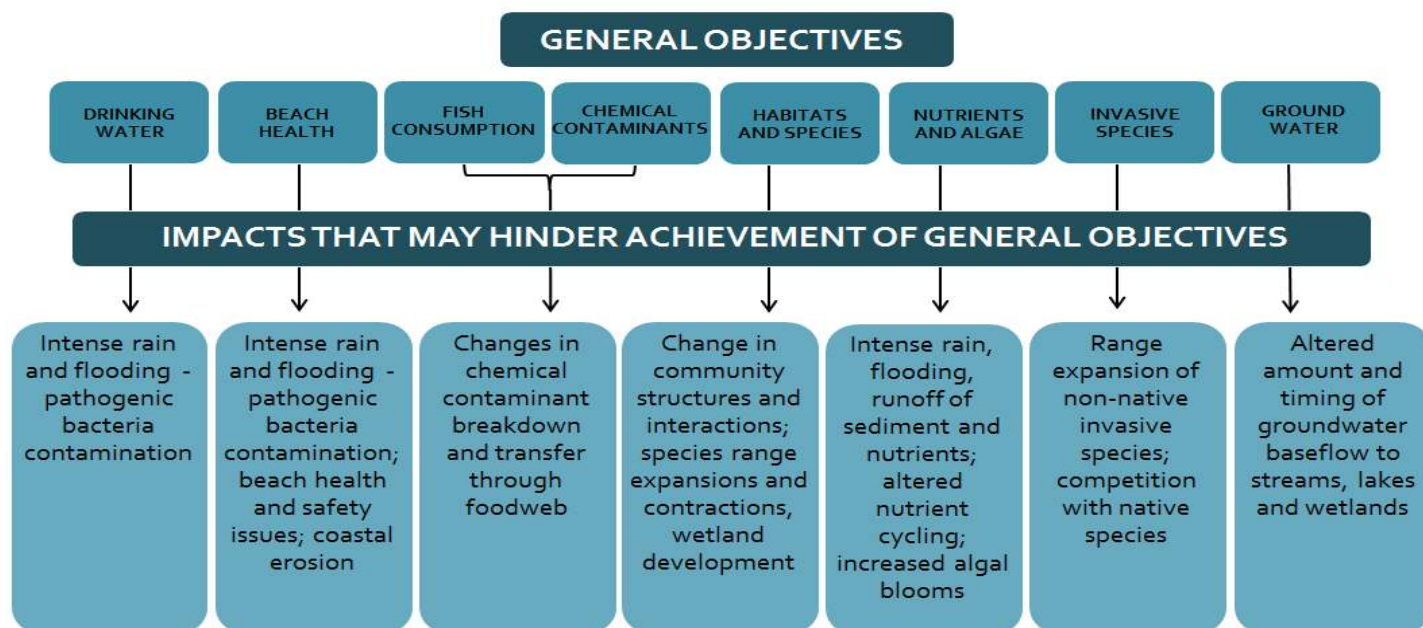 GENERAL OBJECTIVES
DRINKING
WATER
BEACH
HEALTH
FISH
CONSUMPTION
CHEMICAL
CONTAMINANTS
HABITATS
AND SPECIES
NUTRIENTS
AND ALGAE
INVASIVE
SPECIES
GROUND
WATER
IMPACTS THAT MAY HINDER ACHIEVEMENT OF GENERAL OBJECTIVES
Intense rain
and flooding -
pathogenic
bacteria
contamination
Intense rain
and flooding -
pathogenic
bacteria
contamination;
beach health
and safety
issues; coastal
erosion
Changes in
chemical
contaminant
breakdown
and transfer
through
foodweb
Change in
community
structures and
interactions;
species range
expansions and
contractions,
wetland
development
Intense rain,
flooding,
runoff of
sediment and
nutrients;
altered
nutrient
cycling;
increased algal
blooms
Range
expansion of
non-native
invasive
species;
competition
with native
species
Altered
amount and
timing of
groundwater
baseflow to
streams, lakes
and wetlands